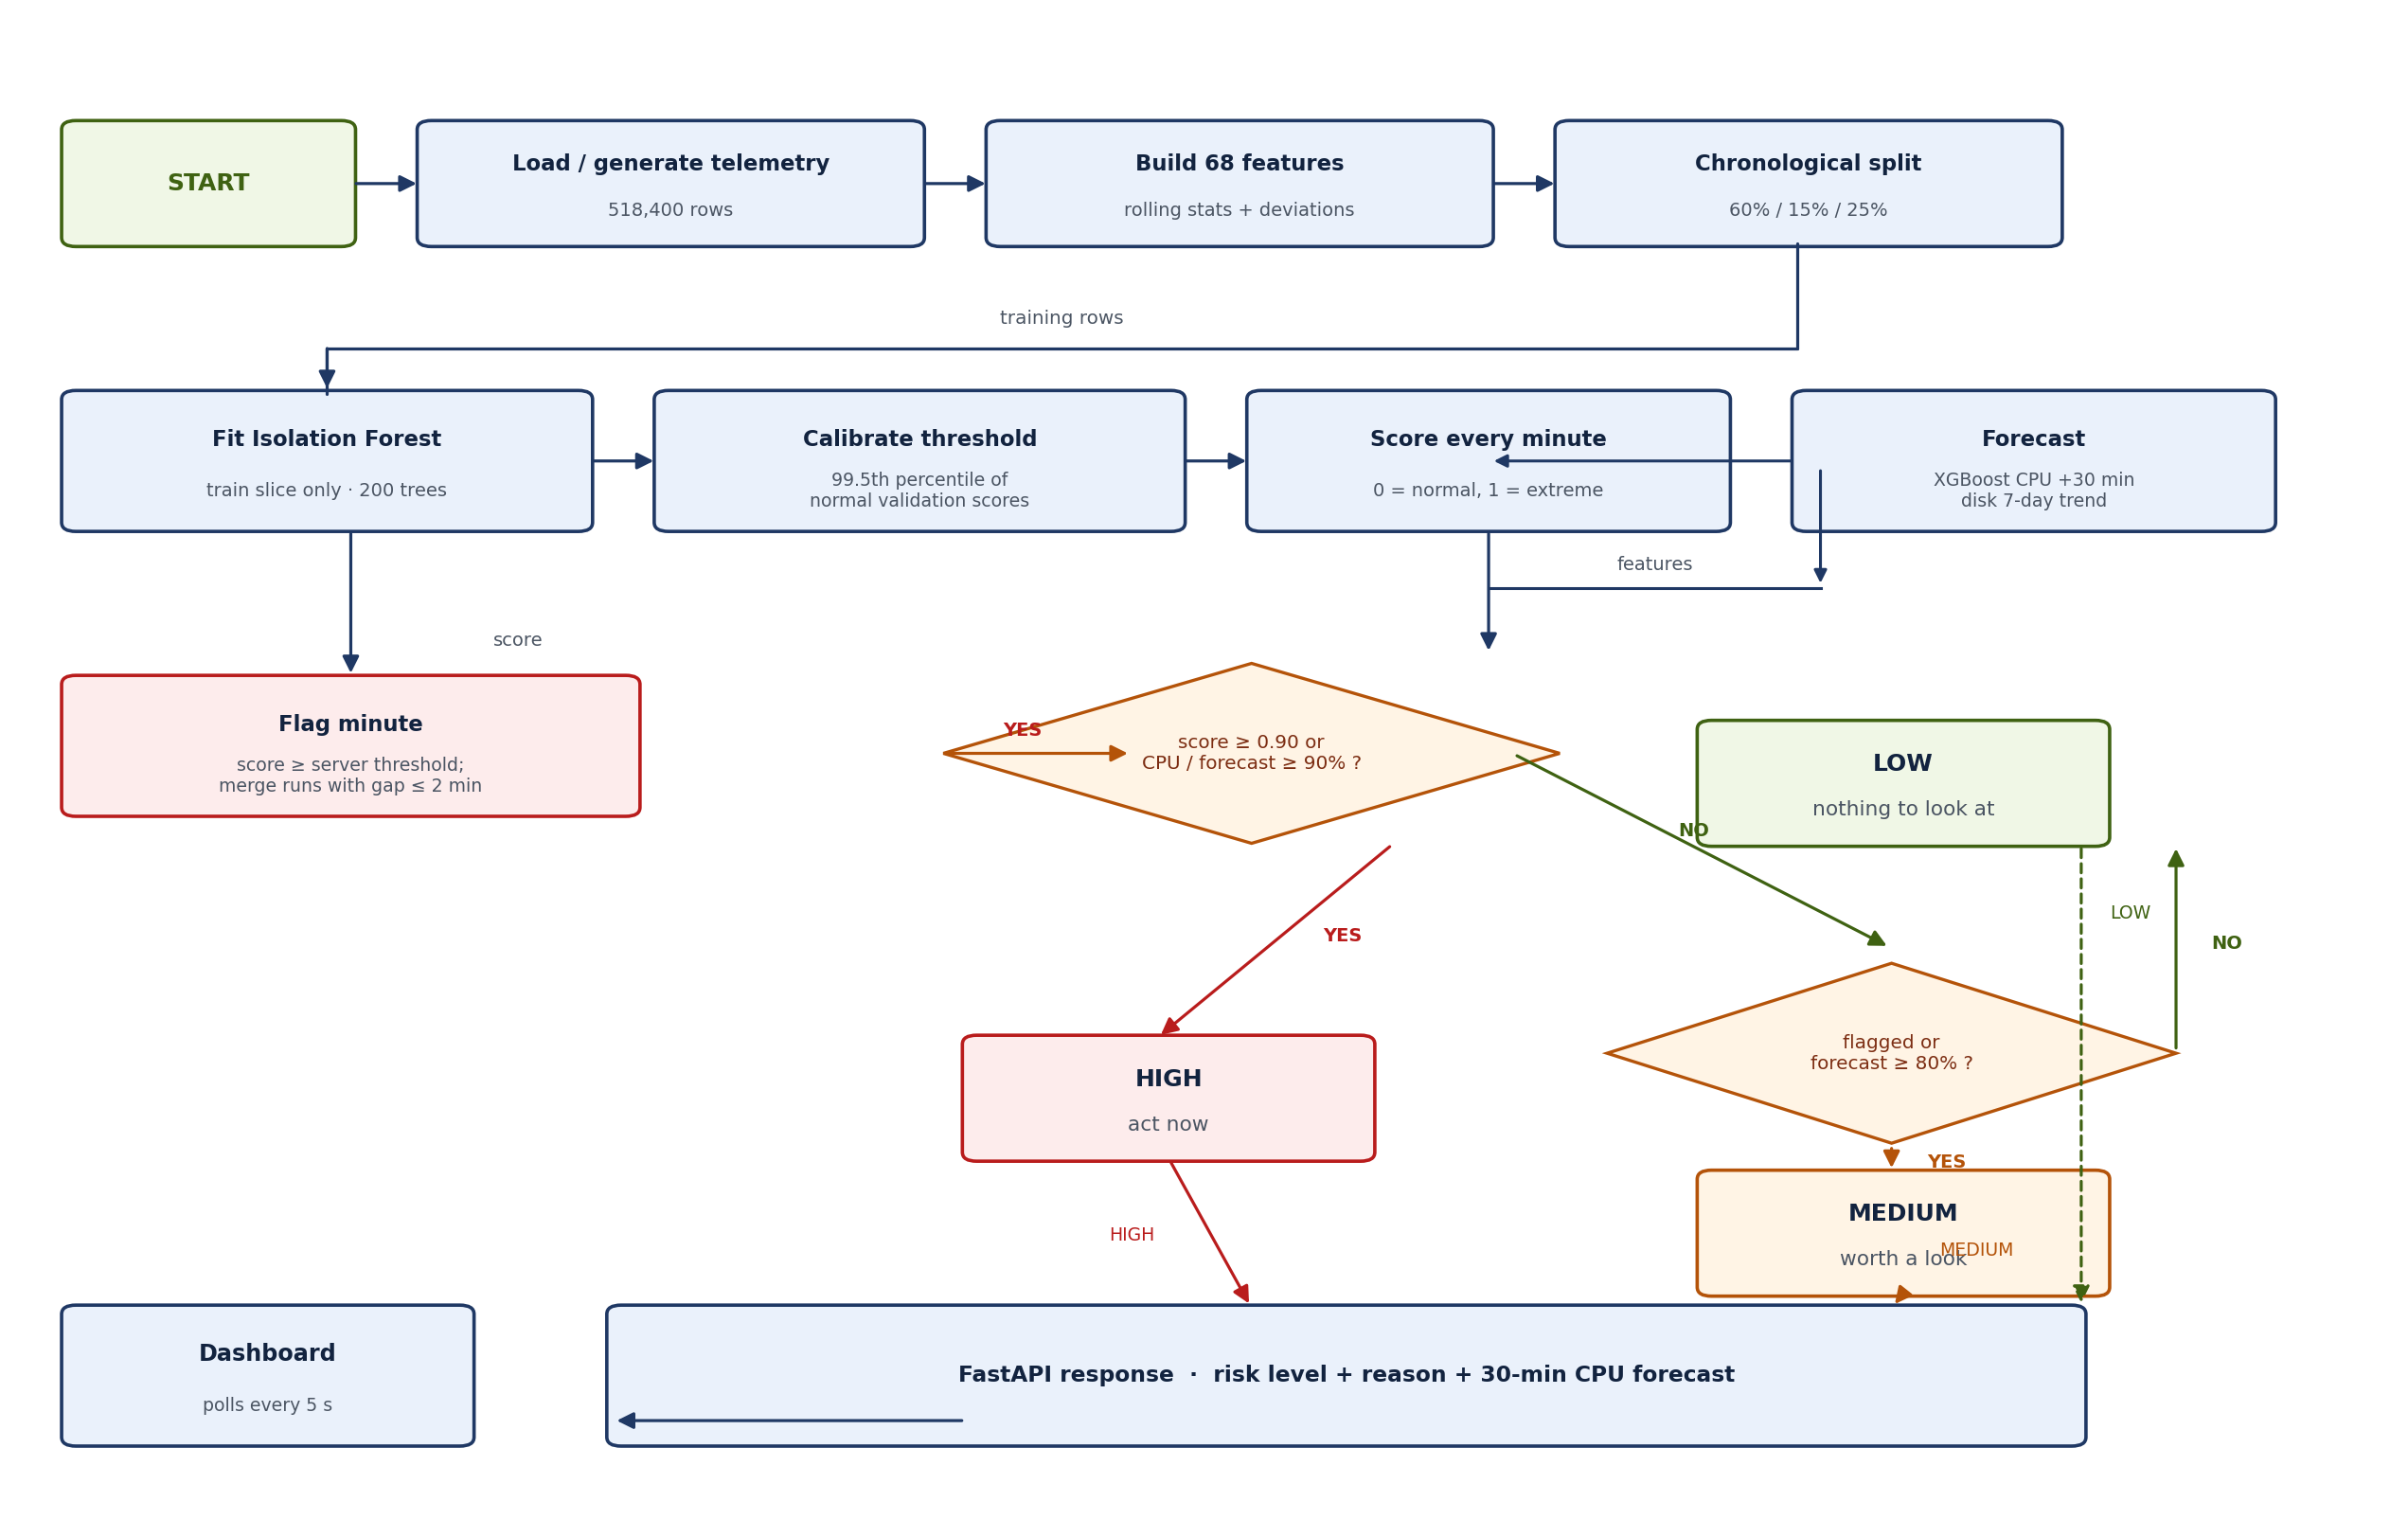 START
Load / generate telemetry
518,400 rows
Build 68 features
rolling stats + deviations
Chronological split
60% / 15% / 25%
training rows
Fit Isolation Forest
train slice only · 200 trees
Calibrate threshold
99.5th percentile of
normal validation scores
Score every minute
0 = normal, 1 = extreme
Forecast
XGBoost CPU +30 min
disk 7-day trend
features
score
Flag minute
score ≥ server threshold;
merge runs with gap ≤ 2 min
YES
score ≥ 0.90 or
CPU / forecast ≥ 90% ?
LOW
nothing to look at
NO
LOW
NO
YES
flagged or
forecast ≥ 80% ?
HIGH
act now
YES
MEDIUM
worth a look
MEDIUM
HIGH
Dashboard
polls every 5 s
FastAPI response · risk level + reason + 30-min CPU forecast